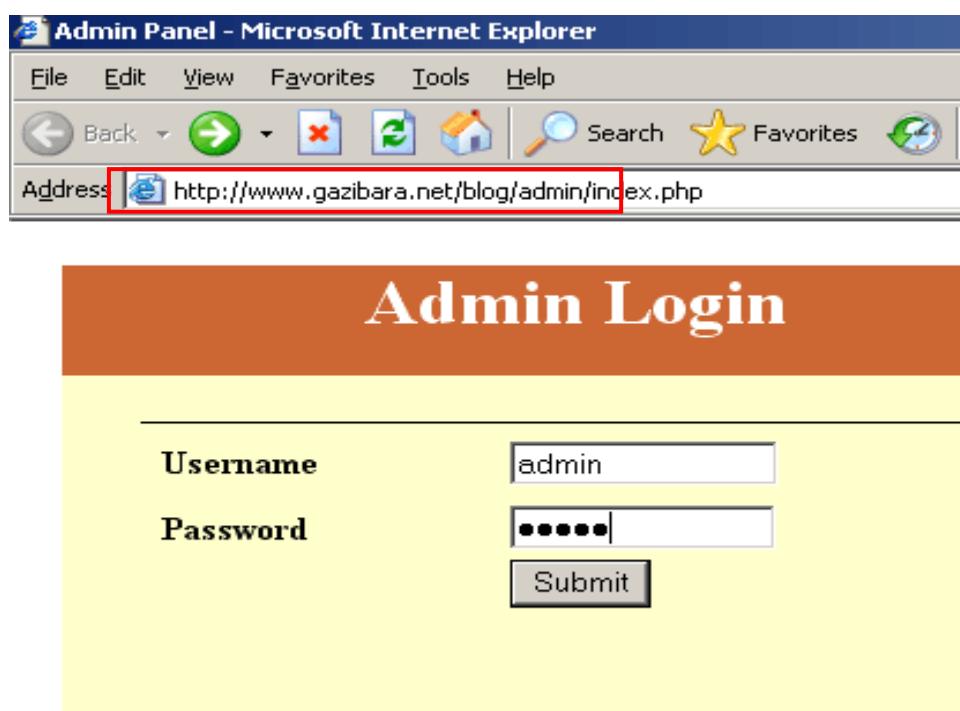 Admin Panel - Microsoft Internet Explorer
File Edit View Favorites Tools Help
Back Search Favorites
Address http://www.gazibara.net/blog/admin/index.php
Admin Login
Username admin
Password •••••
Submit